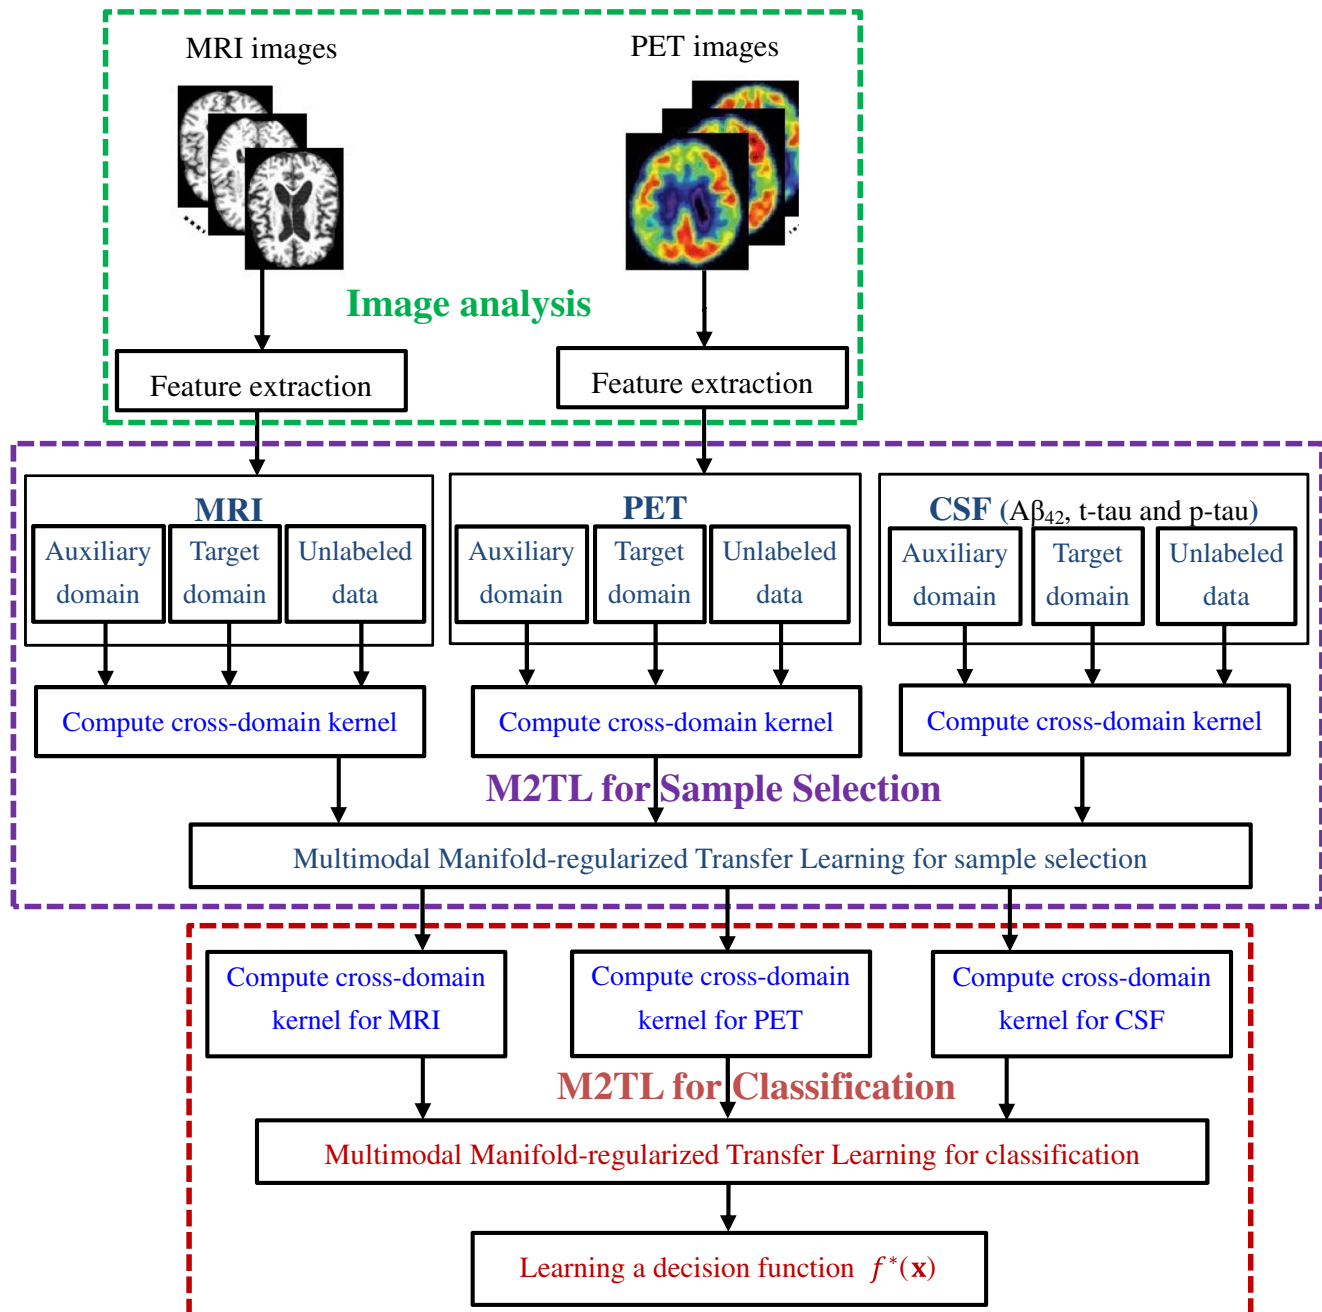 MRI images
PET images
Image analysis
Feature extraction
Feature extraction
MRI
Auxiliary
domain
Target
domain
Unlabeled
data
PET
Auxiliary
domain
Target
domain
Unlabeled
data
CSF (Aβ₄₂, t-tau and p-tau)
Auxiliary
domain
Target
domain
Unlabeled
data
Compute cross-domain kernel
Compute cross-domain kernel
Compute cross-domain kernel
M2TL for Sample Selection
Multimodal Manifold-regularized Transfer Learning for sample selection
Compute cross-domain
kernel for MRI
Compute cross-domain
kernel for PET
Compute cross-domain
kernel for CSF
M2TL for Classification
Multimodal Manifold-regularized Transfer Learning for classification
Learning a decision function f*(x)